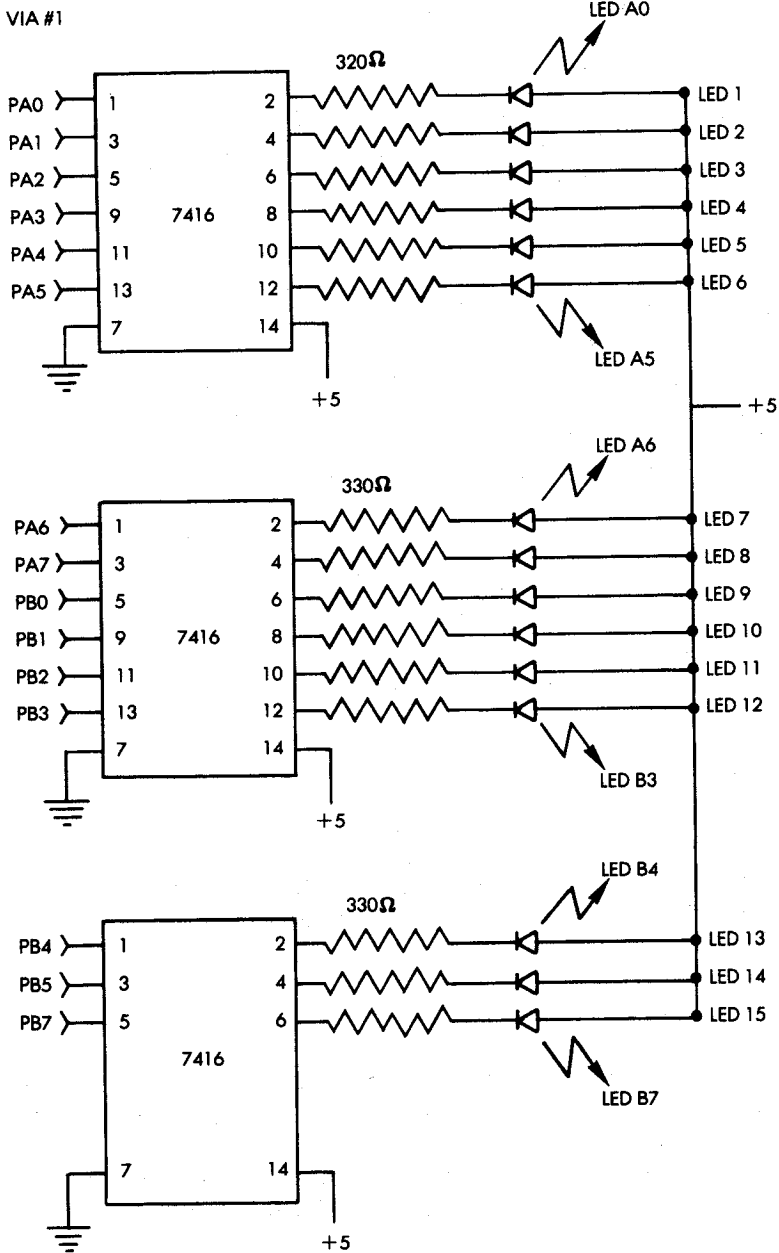 VIA #1
LED A0
320Ω
PA0 1 2 LED 1
PA1 3 4 LED 2
PA2 5 6 LED 3
PA3 9 7416 8 LED 4
PA4 11 10 LED 5
PA5 13 12 LED 6
7 14
LED A5
+5
+5
LED A6
330Ω
PA6 1 2 LED 7
PA7 3 4 LED 8
PB0 5 6 LED 9
PB1 9 7416 8 LED 10
PB2 11 10 LED 11
PB3 13 12 LED 12
7 14
LED B3
+5
LED B4
330Ω
PB4 1 2 LED 13
PB5 3 4 LED 14
PB7 5 6 LED 15
7416
LED B7
7 14
+5